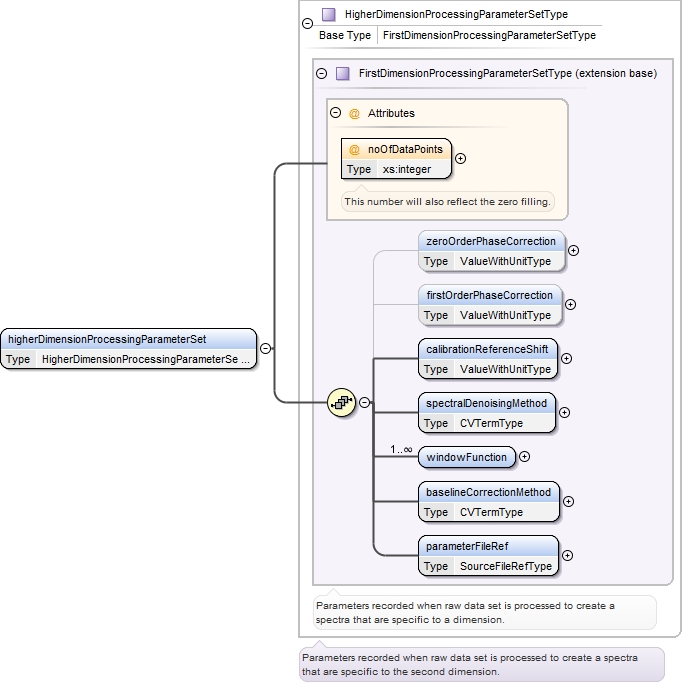 HigherDimensionProcessingParameterSetType
Base Type FirstDimensionProcessingParameterSetType
FirstDimensionProcessingParameterSetType (extension base)
@ Attributes
@ noOfDataPoints
Type xs:integer
This number will also reflect the zero filling.
zeroOrderPhaseCorrection
Type ValueWithUnitType
firstOrderPhaseCorrection
Type ValueWithUnitType
higherDimensionProcessingParameterSet
Type HigherDimensionProcessingParameterSe ...
calibrationReferenceShift
Type ValueWithUnitType
spectralDenoisingMethod
Type CVTermType
1..∞
windowFunction
baselineCorrectionMethod
Type CVTermType
parameterFileRef
Type SourceFileRefType
Parameters recorded when raw data set is processed to create a
spectra that are specific to a dimension.
Parameters recorded when raw data set is processed to create a spectra
that are specific to the second dimension.